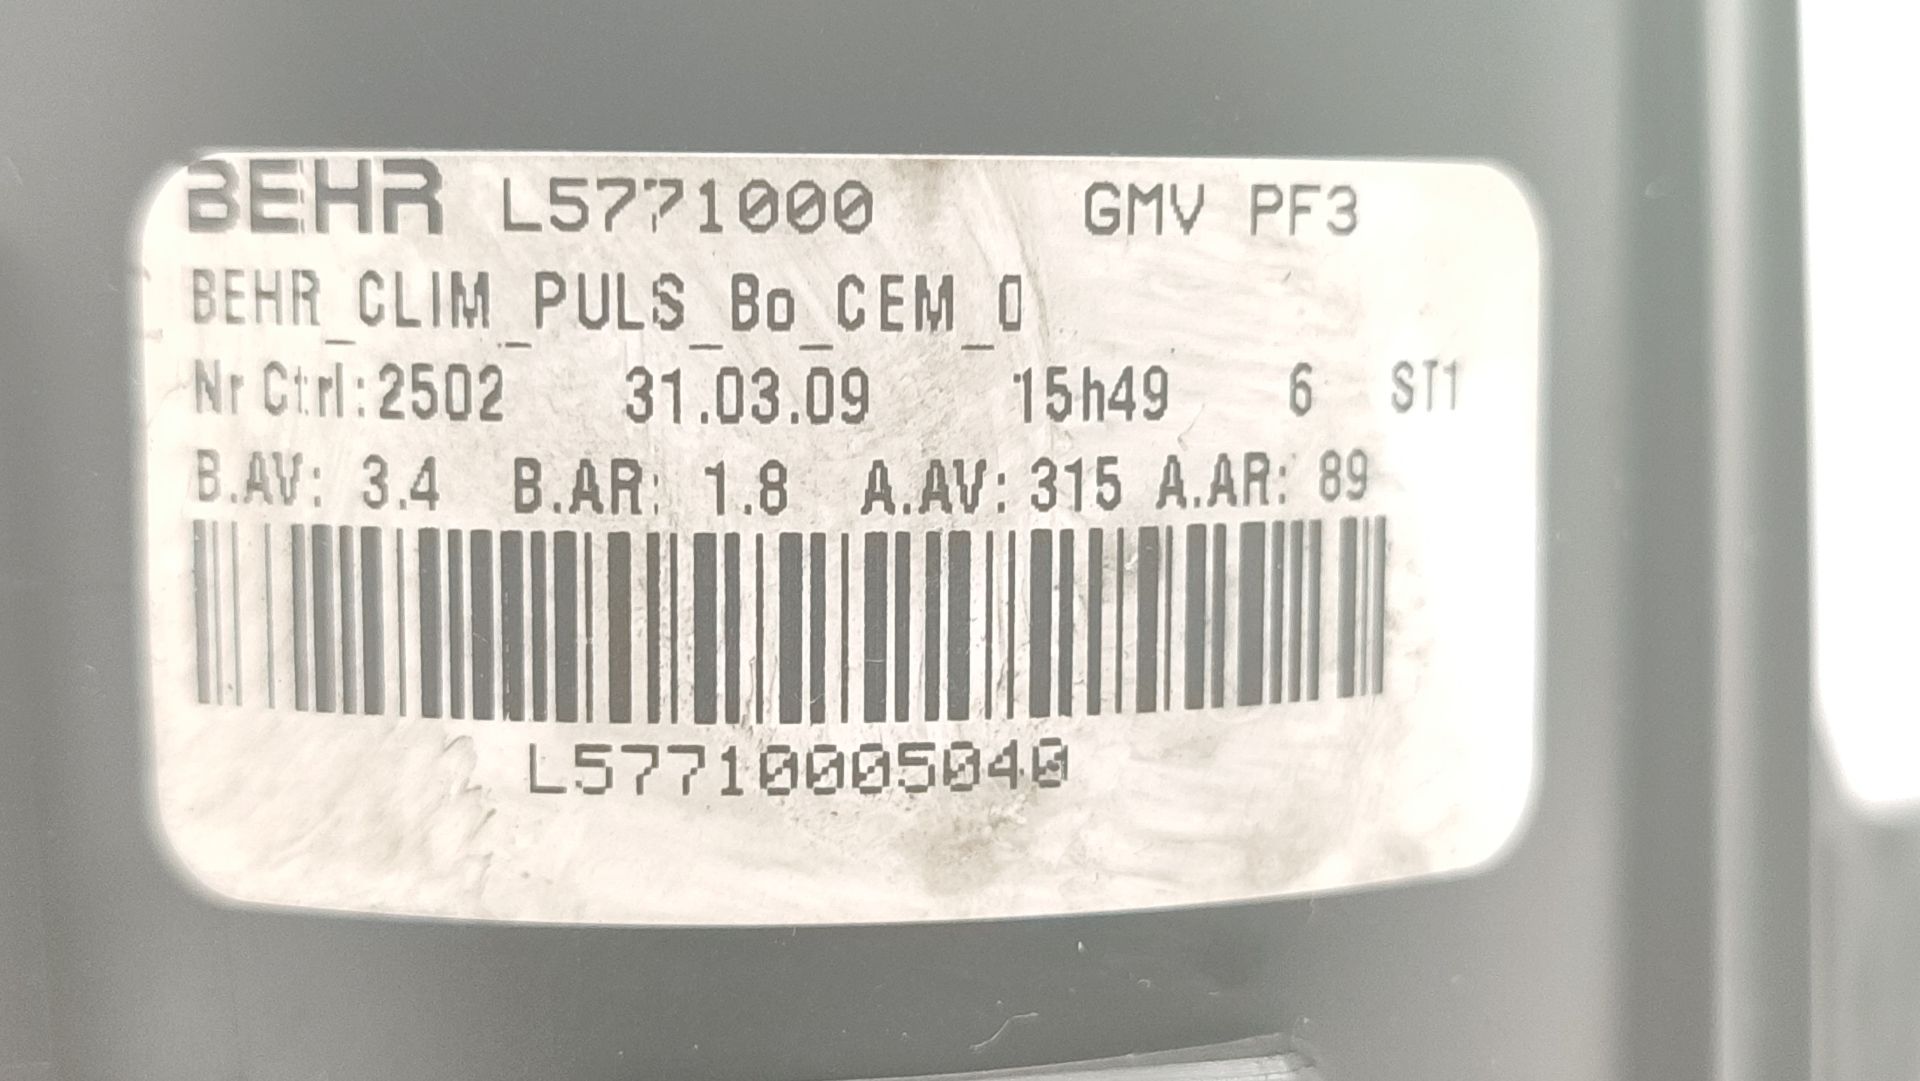 BEHR L5771000 GMV PF3
BEHR_CLIM_PULS_Bo_CEM_0
Nr Ctrl:2502 31.03.09 15h49 6 ST1
B.AV: 3.4 B.AR: 1.8 A.AV: 315 A.AR: 89
L57710005040